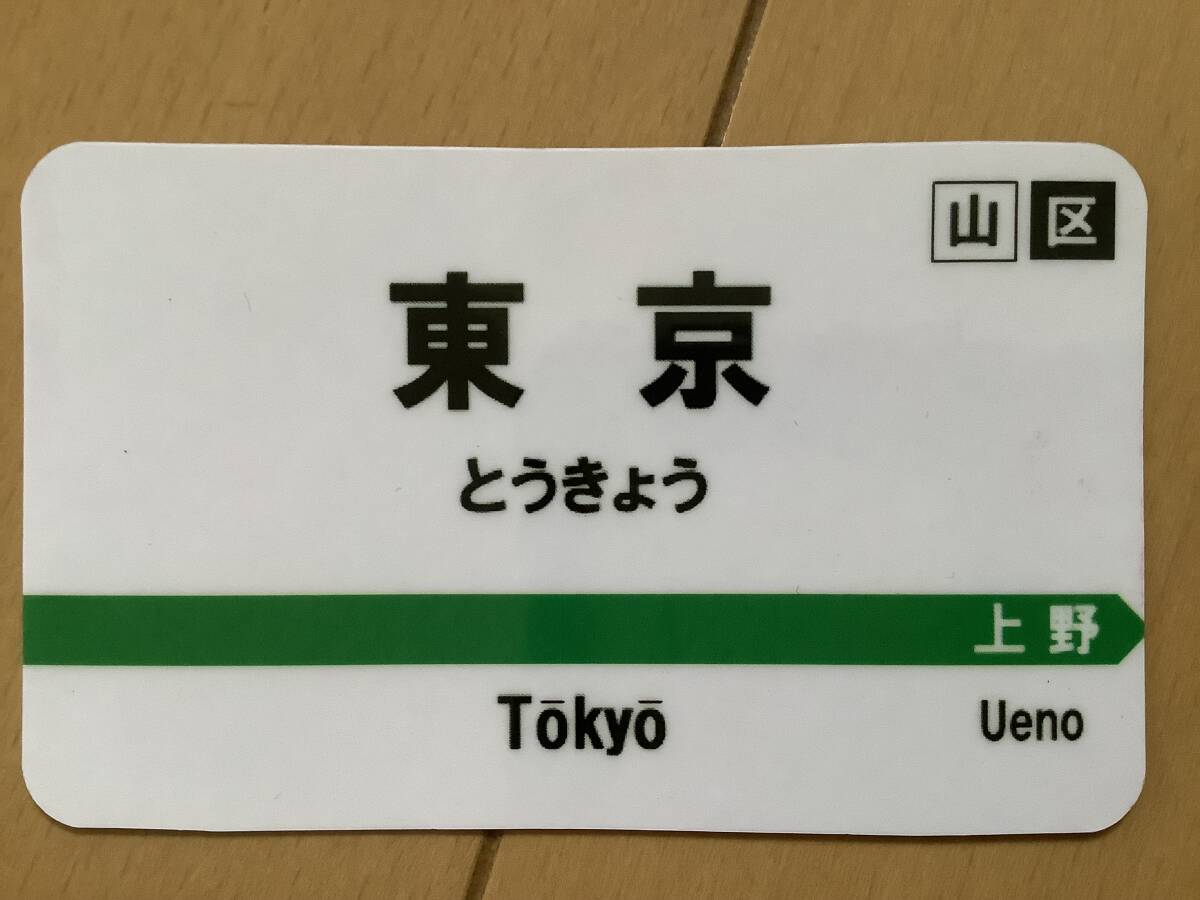 山 区
東京
とうきょう
上野
Tōkyō Ueno